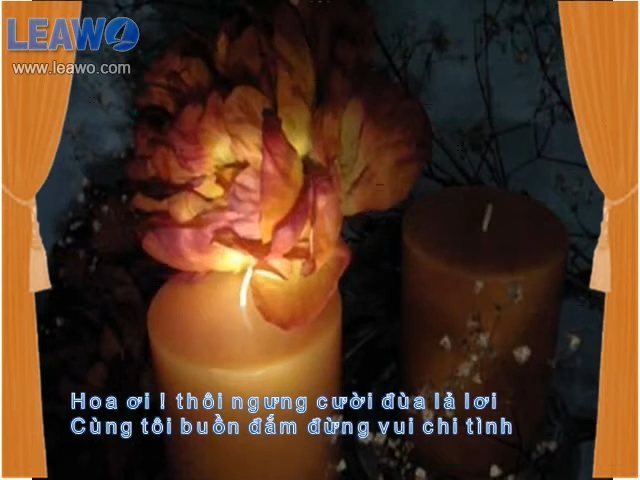 LEAWO
www.leawo.com
Hoa ơi ! thôi ngưng cười đùa lả lơi
Cùng tôi buồn đắm đừng vui chi tình